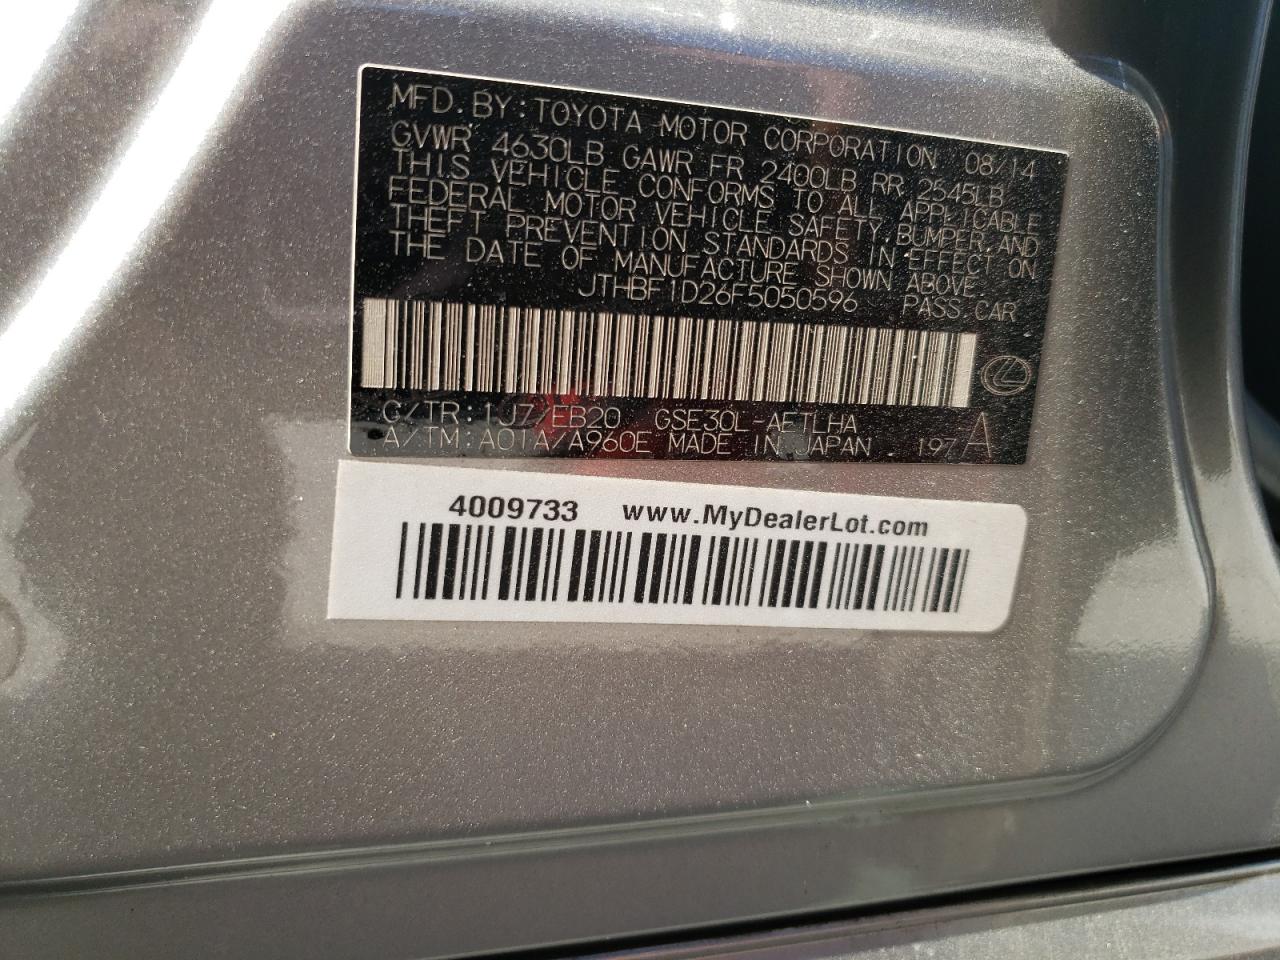 MFD. BY: TOYOTA MOTOR CORPORATION 08/14
GVWR 4630LB GAWR FR 2400LB RR 2545LB
THIS VEHICLE CONFORMS TO ALL APPLICABLE
FEDERAL MOTOR VEHICLE SAFETY, BUMPER, AND
THEFT PREVENTION STANDARDS IN EFFECT ON
THE DATE OF MANUFACTURE SHOWN ABOVE.
JTHBF1D26F5050596 PASS.CAR
C/TR: 1J7/EB20 GSE30L-AETLHA
A/TM: A01A/A960E MADE IN JAPAN 197 A
4009733 www.MyDealerLot.com